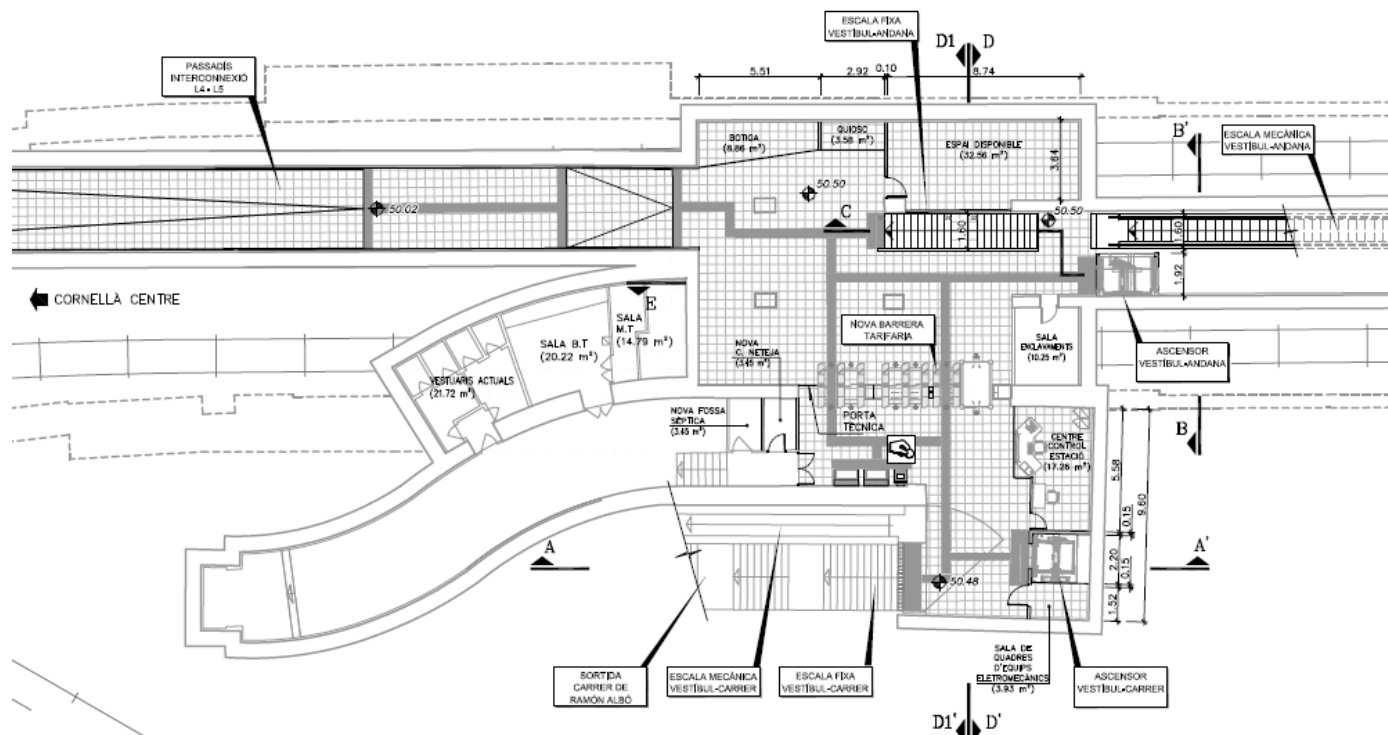 ESCALA FIXA
VESTÍBUL-ANDANA
D1
D
PASSADÍS
INTERCONNEXIÓ
L4 - L5
5.51
2.92
0.10
8.74
B'
ESCALA MECÀNICA
VESTÍBUL-ANDANA
BOTIGA
(8.86 m²)
QUIOSC
(3.58 m²)
ESPAI DISPONIBLE
(32.56 m²)
3.64
50.50
50.02
C
50.50
1.60
1.60
1.92
CORNELLÀ CENTRE
E
SALA
M.T
(14.79 m²)
SALA B.T
(20.22 m²)
NOVA
C. NETEJA
(3.45 m²)
NOVA BARRERA
TARIFARIA
SALA
ENCLAVAMENTS
(10.25 m²)
ASCENSOR
VESTÍBUL-ANDANA
VESTUARIS ACTUALS
(21.72 m²)
NOVA FOSSA
SÈPTICA
(3.45 m²)
PORTA
TÈCNICA
CENTRE
CONTROL
ESTACIÓ
(17.28 m²)
B
5.58
9.60
0.15
2.20
0.15
1.52
A
A'
50.48
SORTIDA
CARRER DE
RAMÓN ALBÓ
ESCALA MECÀNICA
VESTÍBUL-CARRER
ESCALA FIXA
VESTÍBUL-CARRER
SALA DE
QUADRES
D'EQUIPS
ELETROMECÀNICS
(3.93 m²)
ASCENSOR
VESTÍBUL-CARRER
D1'
D'